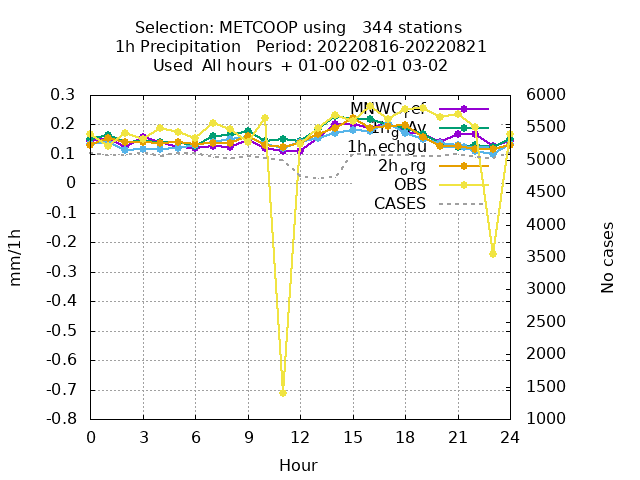 Selection: METCOOP using   344 stations
1h Precipitation   Period: 20220816-20220821
Used  All hours  + 01-00 02-01 03-02
0.3
0.2
0.1
0
-0.1
-0.2
-0.3
-0.4
-0.5
-0.6
-0.7
-0.8
mm/1h
6000
5500
5000
4500
4000
3500
3000
2500
2000
1500
1000
No cases
MNWC_ref
1h_nechgu
2h_org
OBS
CASES
0 3 6 9 12 15 18 21 24
Hour